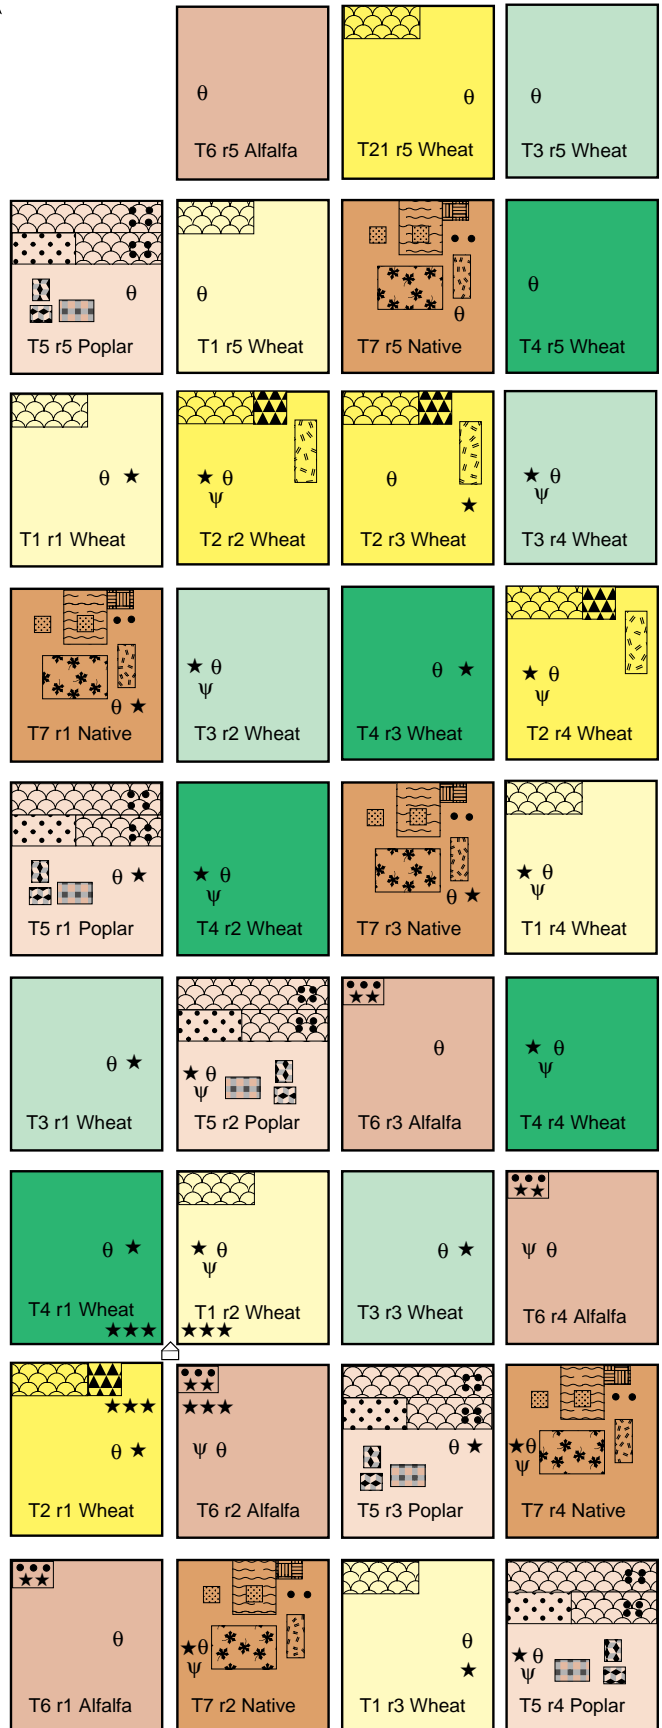 θ
θ
θ
T6 r5 Alfalfa
T21 r5 Wheat
T3 r5 Wheat
θ
θ
θ
θ
T5 r5 Poplar
T1 r5 Wheat
T7 r5 Native
T4 r5 Wheat
θ ★
★ θ
ψ
θ
★
★ θ
ψ
T1 r1 Wheat
T2 r2 Wheat
T2 r3 Wheat
T3 r4 Wheat
θ ★
★ θ
ψ
θ ★
★ θ
ψ
T7 r1 Native
T3 r2 Wheat
T4 r3 Wheat
T2 r4 Wheat
θ ★
★ θ
ψ
θ ★
★ θ
ψ
T5 r1 Poplar
T4 r2 Wheat
T7 r3 Native
T1 r4 Wheat
θ ★
★ θ
ψ
θ
★ θ
ψ
T3 r1 Wheat
T5 r2 Poplar
T6 r3 Alfalfa
T4 r4 Wheat
θ ★
★ θ
ψ
θ ★
ψ θ
T4 r1 Wheat
T1 r2 Wheat
T3 r3 Wheat
T6 r4 Alfalfa
θ ★
ψ θ
θ ★
★θ
ψ
T2 r1 Wheat
T6 r2 Alfalfa
T5 r3 Poplar
T7 r4 Native
θ
★θ
ψ
θ
★
★ θ
ψ
T6 r1 Alfalfa
T7 r2 Native
T1 r3 Wheat
T5 r4 Poplar